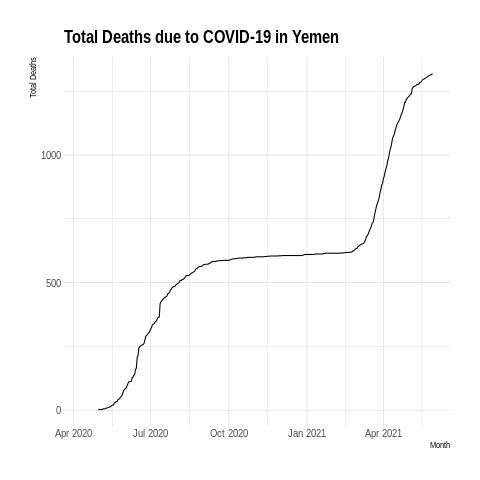 Total Deaths due to COVID-19 in Yemen
Total Deaths
1000
500
0
Apr 2020 Jul 2020 Oct 2020 Jan 2021 Apr 2021
Month